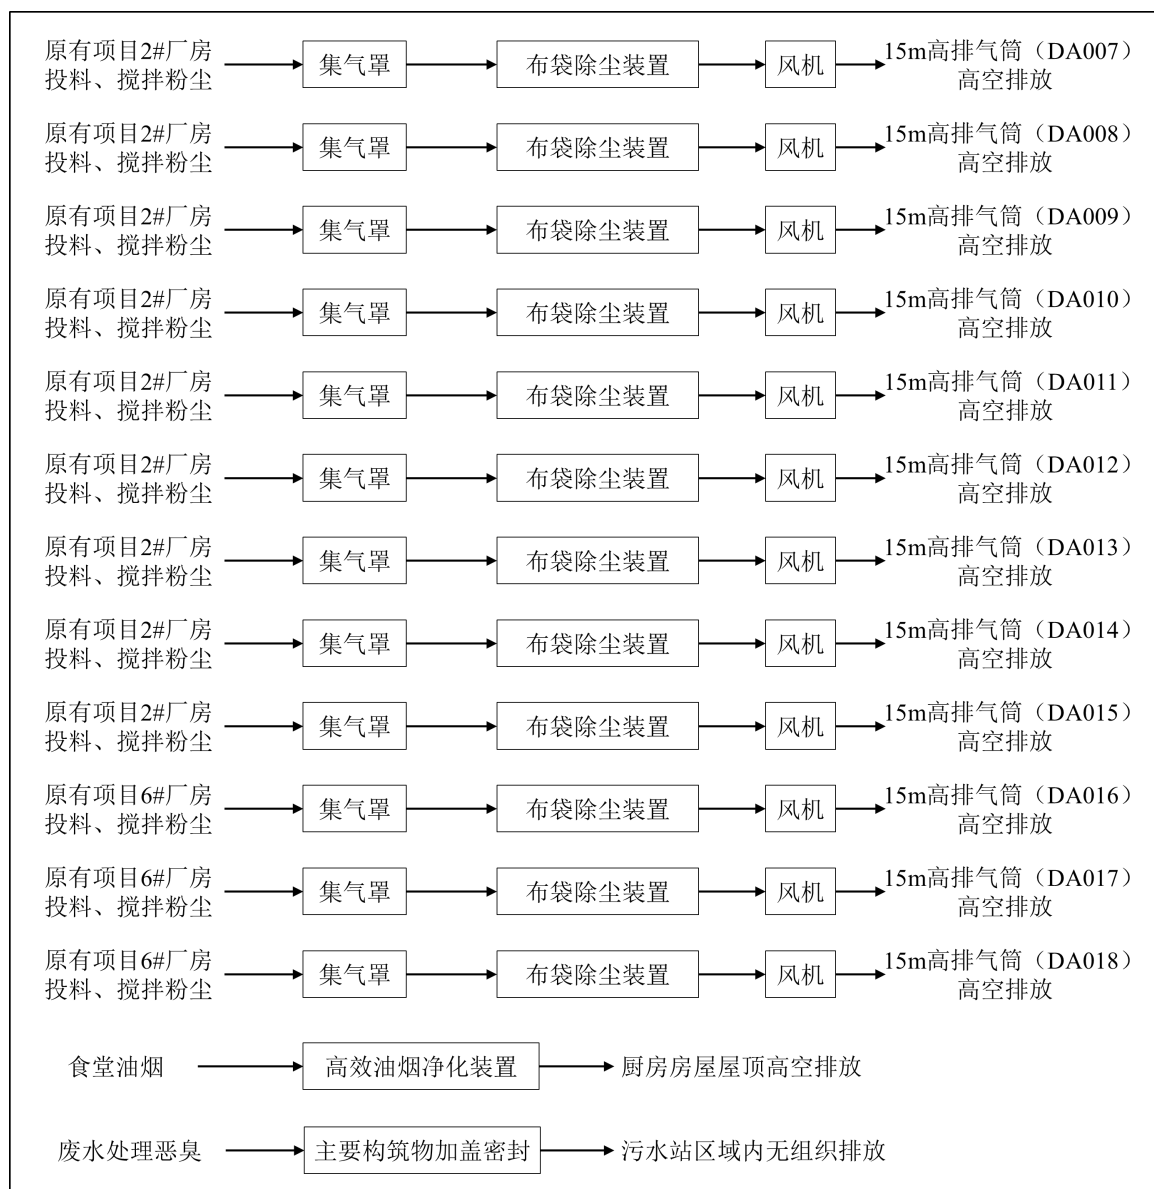 原有项目2#厂房
投料、搅拌粉尘
集气罩
布袋除尘装置
风机
15m高排气筒（DA007）
高空排放
原有项目2#厂房
投料、搅拌粉尘
集气罩
布袋除尘装置
风机
15m高排气筒（DA008）
高空排放
原有项目2#厂房
投料、搅拌粉尘
集气罩
布袋除尘装置
风机
15m高排气筒（DA009）
高空排放
原有项目2#厂房
投料、搅拌粉尘
集气罩
布袋除尘装置
风机
15m高排气筒（DA010）
高空排放
原有项目2#厂房
投料、搅拌粉尘
集气罩
布袋除尘装置
风机
15m高排气筒（DA011）
高空排放
原有项目2#厂房
投料、搅拌粉尘
集气罩
布袋除尘装置
风机
15m高排气筒（DA012）
高空排放
原有项目2#厂房
投料、搅拌粉尘
集气罩
布袋除尘装置
风机
15m高排气筒（DA013）
高空排放
原有项目2#厂房
投料、搅拌粉尘
集气罩
布袋除尘装置
风机
15m高排气筒（DA014）
高空排放
原有项目2#厂房
投料、搅拌粉尘
集气罩
布袋除尘装置
风机
15m高排气筒（DA015）
高空排放
原有项目6#厂房
投料、搅拌粉尘
集气罩
布袋除尘装置
风机
15m高排气筒（DA016）
高空排放
原有项目6#厂房
投料、搅拌粉尘
集气罩
布袋除尘装置
风机
15m高排气筒（DA017）
高空排放
原有项目6#厂房
投料、搅拌粉尘
集气罩
布袋除尘装置
风机
15m高排气筒（DA018）
高空排放
食堂油烟
高效油烟净化装置
厨房房屋屋顶高空排放
废水处理恶臭
主要构筑物加盖密封
污水站区域内无组织排放